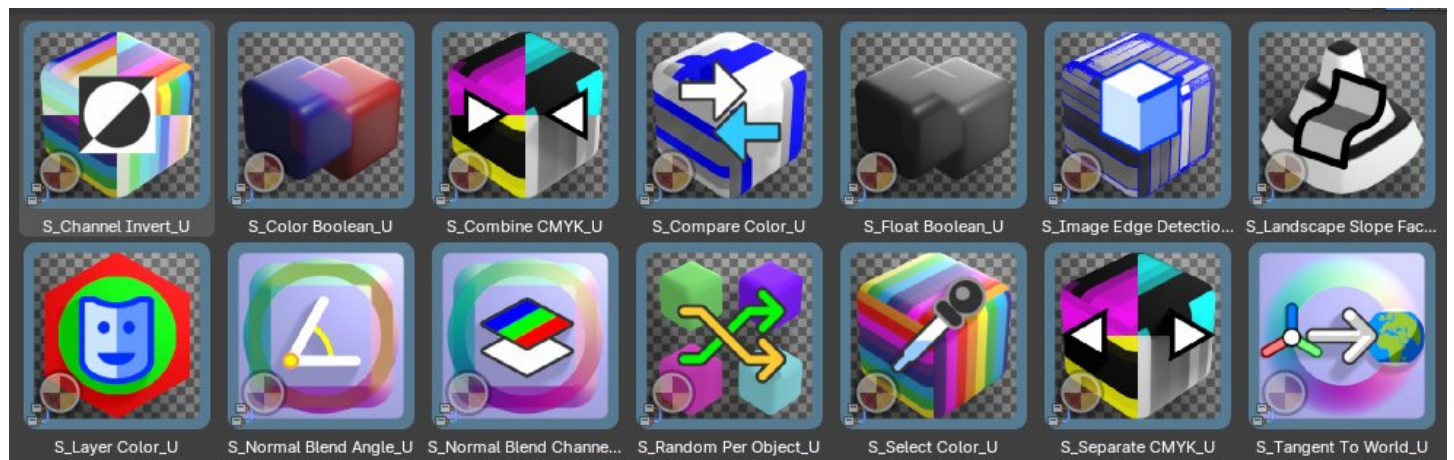 S_Channel Invert_U
S_Color Boolean_U
S_Combine CMYK_U
S_Compare Color_U
S_Float Boolean_U
S_Image Edge Detectio...
S_Landscape Slope Fac...
S_Layer Color_U
S_Normal Blend Angle_U
S_Normal Blend Channe...
S_Random Per Object_U
S_Select Color_U
S_Separate CMYK_U
S_Tangent To World_U